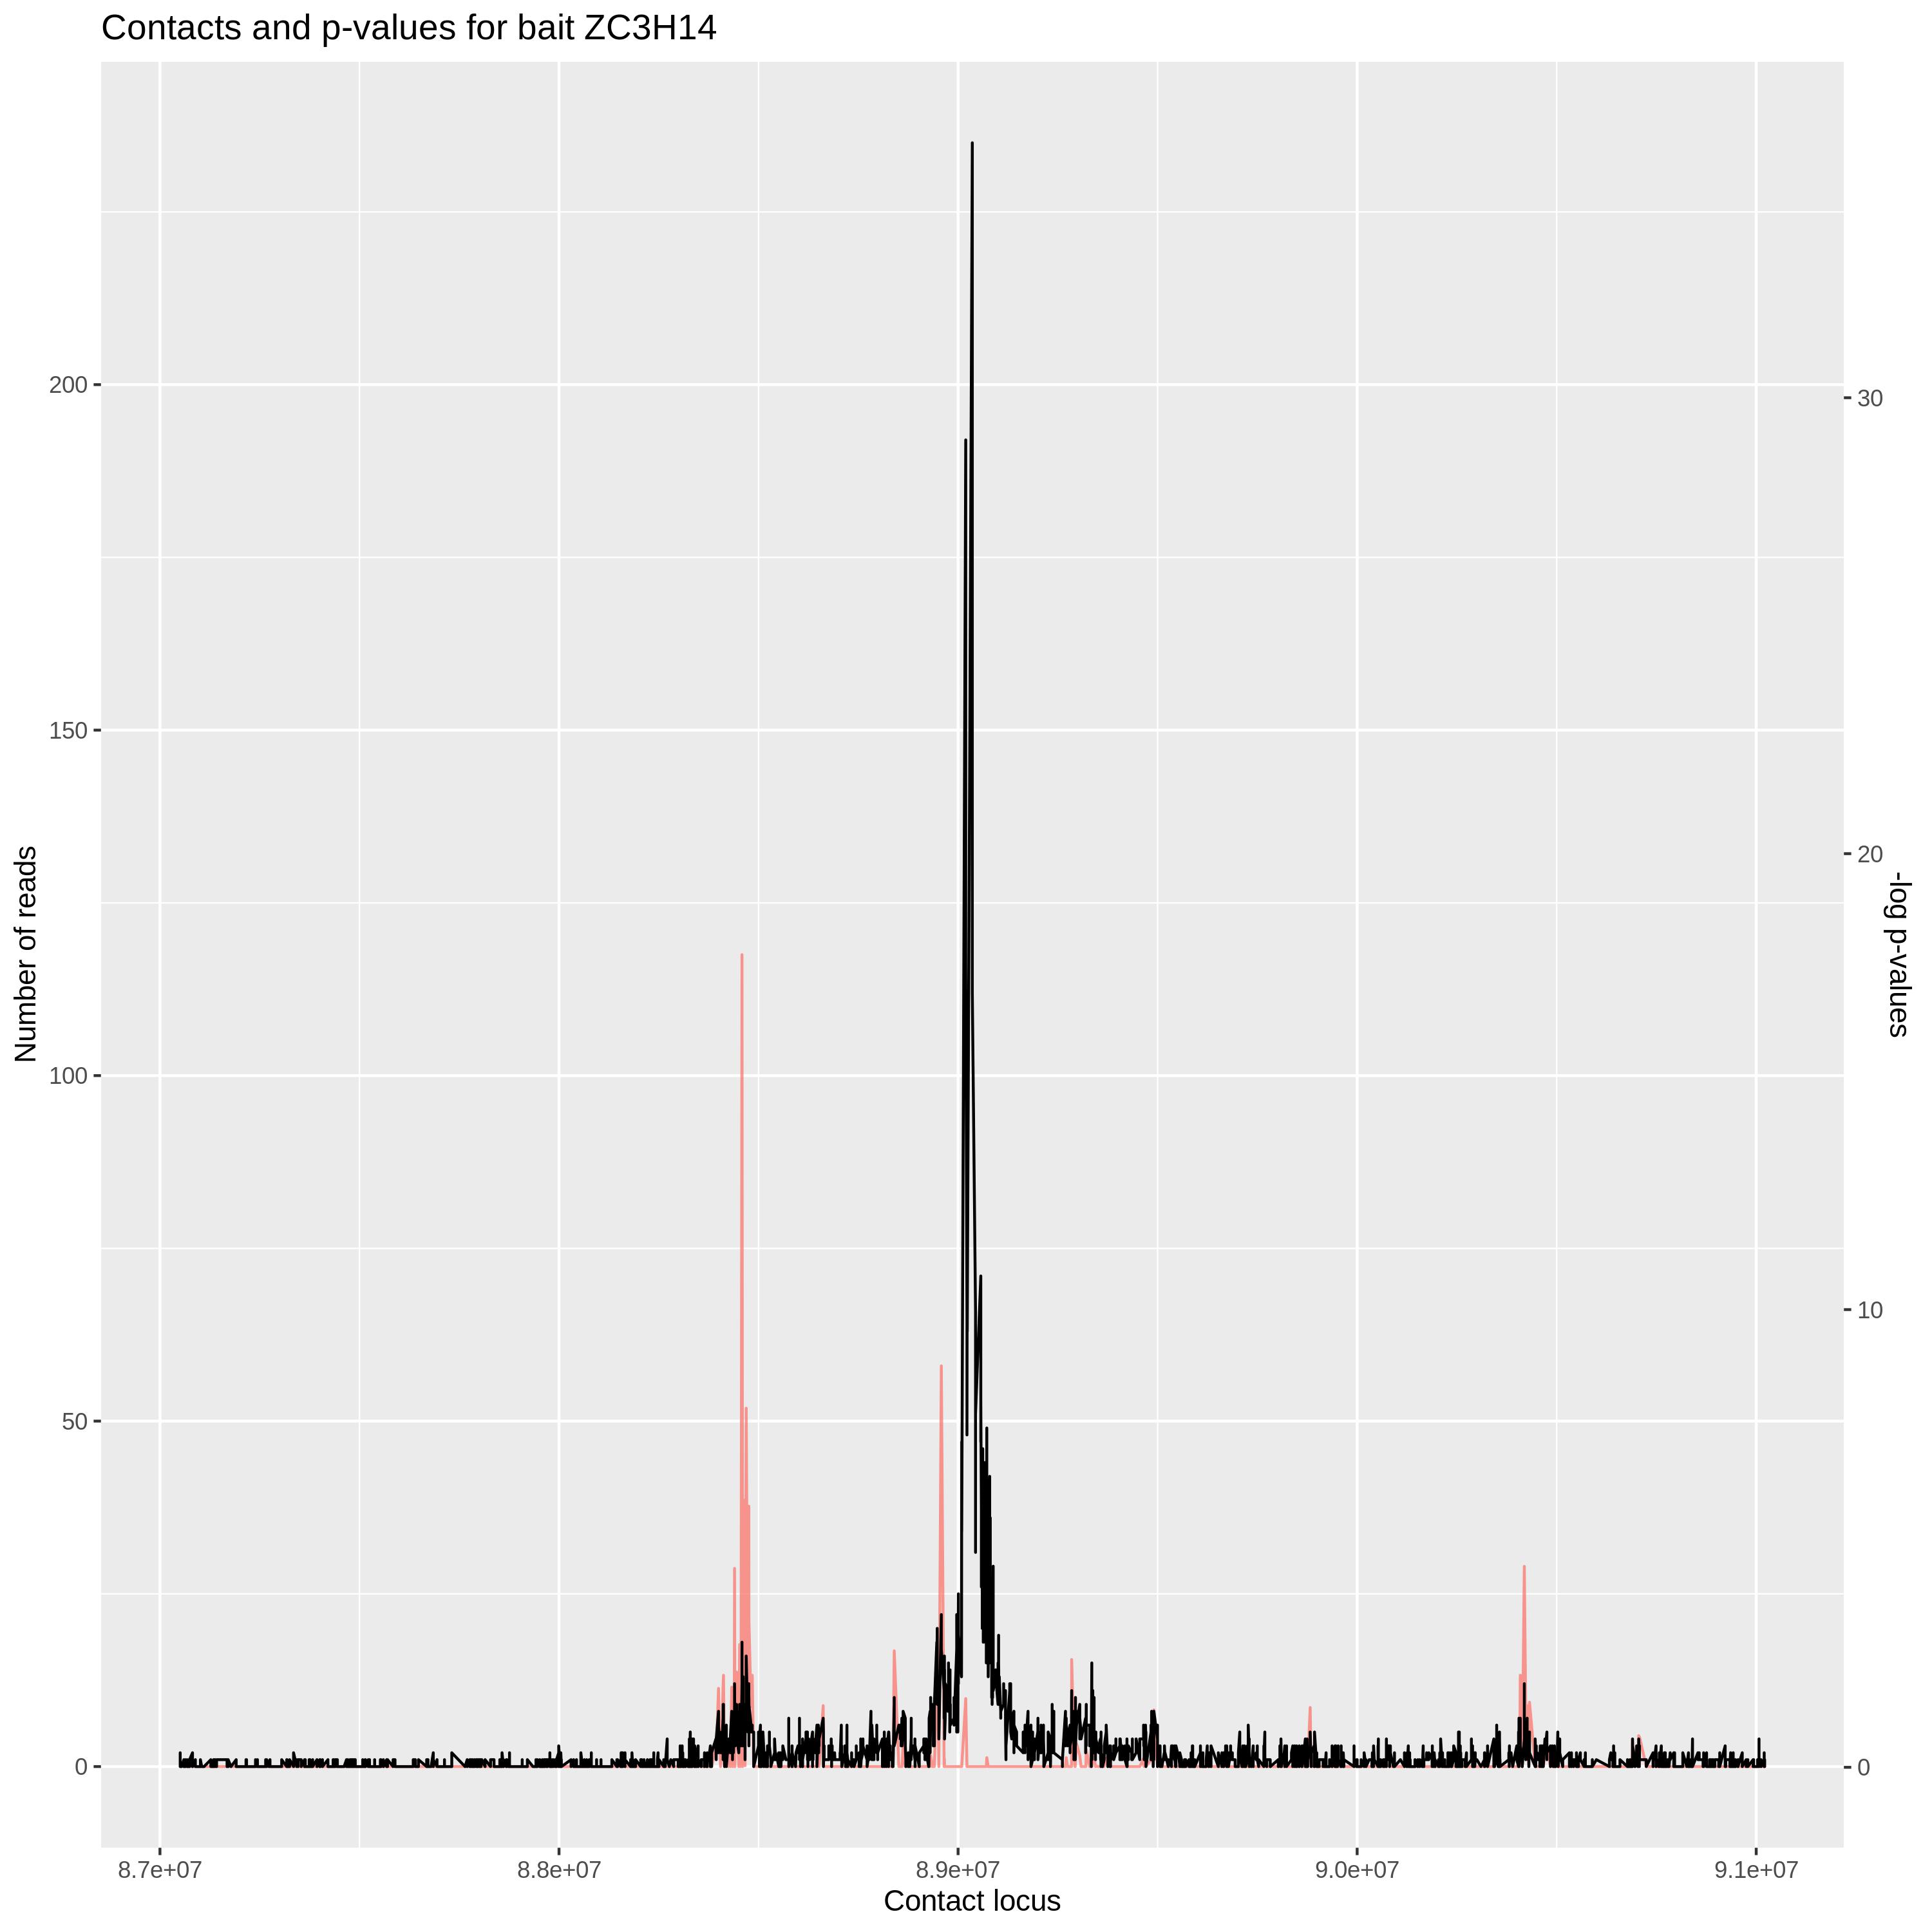 Contacts and p-values for bait ZC3H14
Number of reads
200
150
100
50
0
30
20
10
0
-log p-values
8.7e+07
8.8e+07
8.9e+07
9.0e+07
9.1e+07
Contact locus